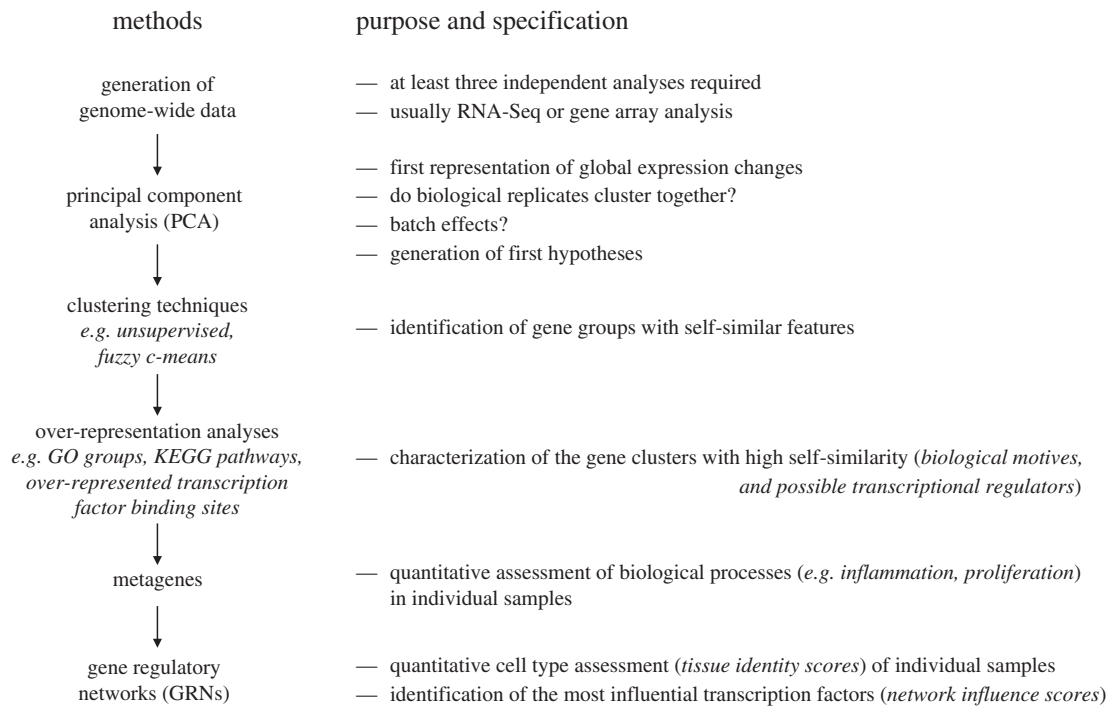 methods purpose and specification
generation of
genome-wide data
— at least three independent analyses required
— usually RNA-Seq or gene array analysis
principal component
analysis (PCA)
— first representation of global expression changes
— do biological replicates cluster together?
— batch effects?
— generation of first hypotheses
clustering techniques
e.g. unsupervised,
fuzzy c-means
— identification of gene groups with self-similar features
over-representation analyses
e.g. GO groups, KEGG pathways,
over-represented transcription
factor binding sites
— characterization of the gene clusters with high self-similarity (biological motives,
and possible transcriptional regulators)
metagenes
— quantitative assessment of biological processes (e.g. inflammation, proliferation)
in individual samples
gene regulatory
networks (GRNs)
— quantitative cell type assessment (tissue identity scores) of individual samples
— identification of the most influential transcription factors (network influence scores)